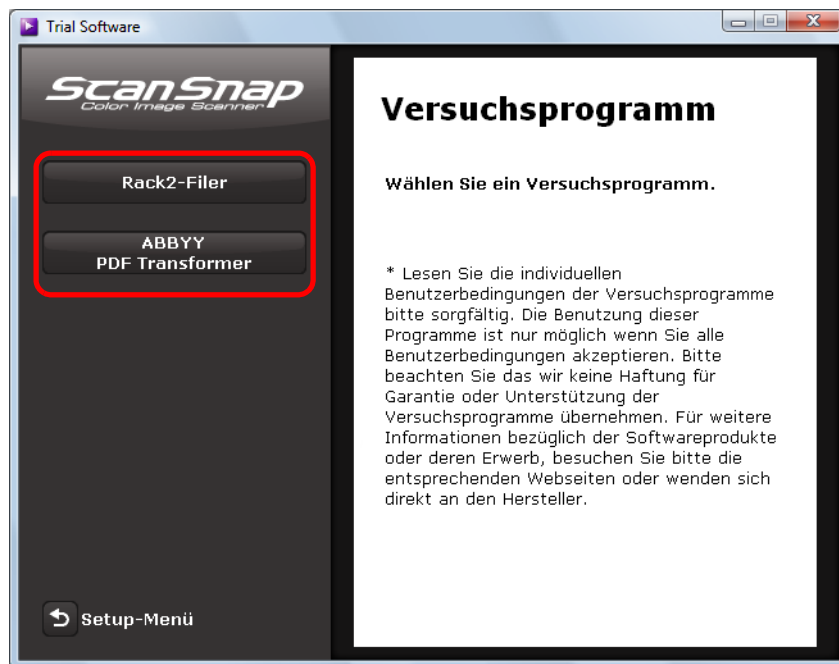 Trial Software
ScanSnap
Color Image Scanner
Rack2-Filer
ABBYY
PDF Transformer
Setup-Menü
Versuchsprogramm
Wählen Sie ein Versuchsprogramm.
* Lesen Sie die individuellen
Benutzerbedingungen der Versuchsprogramme
bitte sorgfältig. Die Benutzung dieser
Programme ist nur möglich wenn Sie alle
Benutzerbedingungen akzeptieren. Bitte
beachten Sie das wir keine Haftung für
Garantie oder Unterstützung der
Versuchsprogramme übernehmen. Für weitere
Informationen bezüglich der Softwareprodukte
oder deren Erwerb, besuchen Sie bitte die
entsprechenden Webseiten oder wenden sich
direkt an den Hersteller.